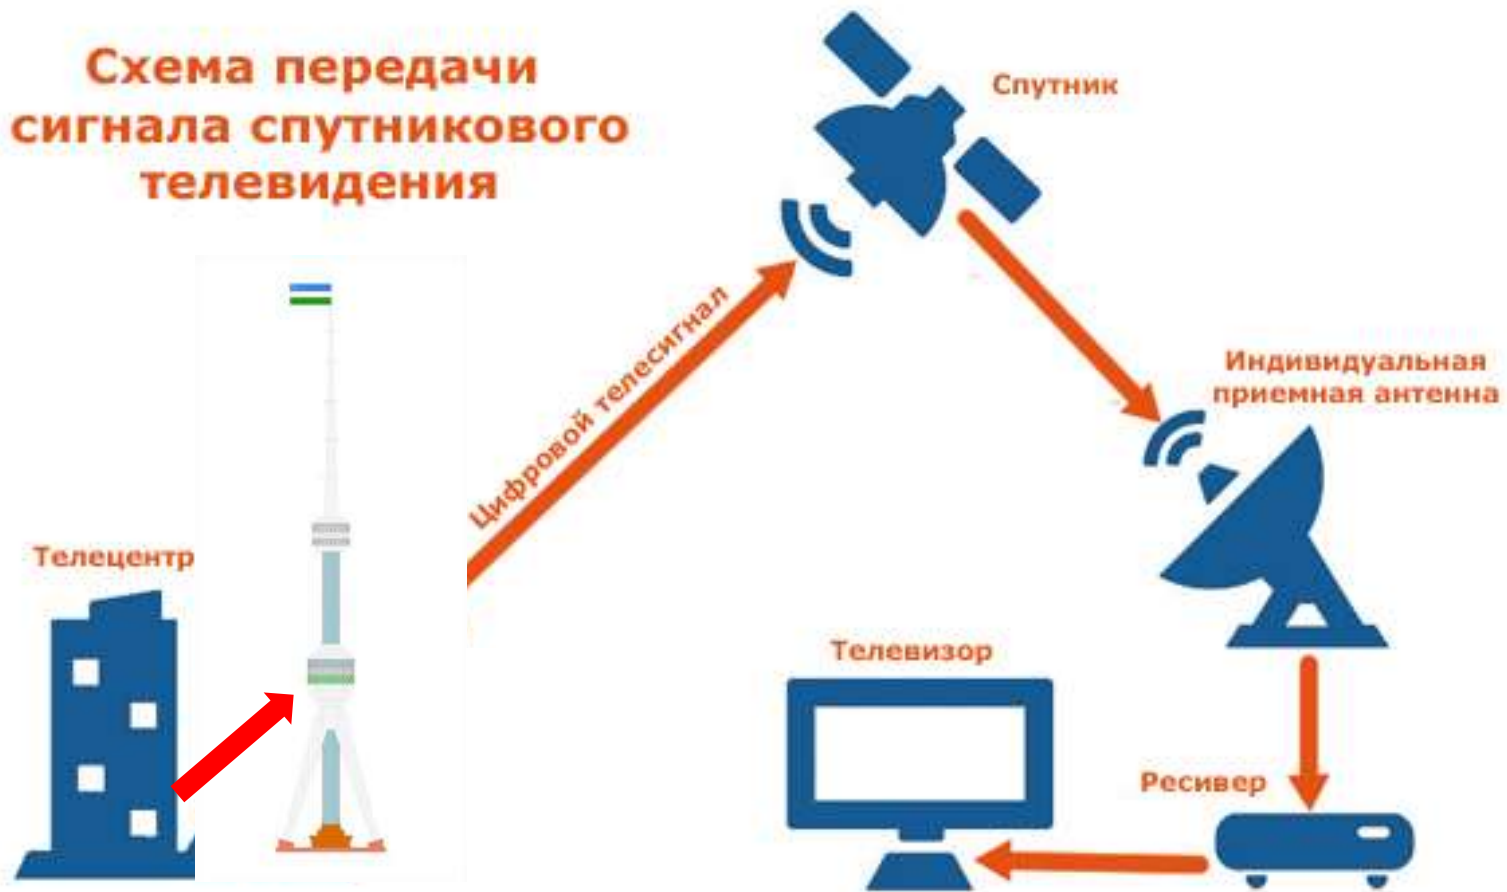 Схема передачи
сигнала спутникового
телевидения
Спутник
Цифровой телесигнал
Индивидуальная
приемная антенна
Телецентр
Телевизор
Ресивер